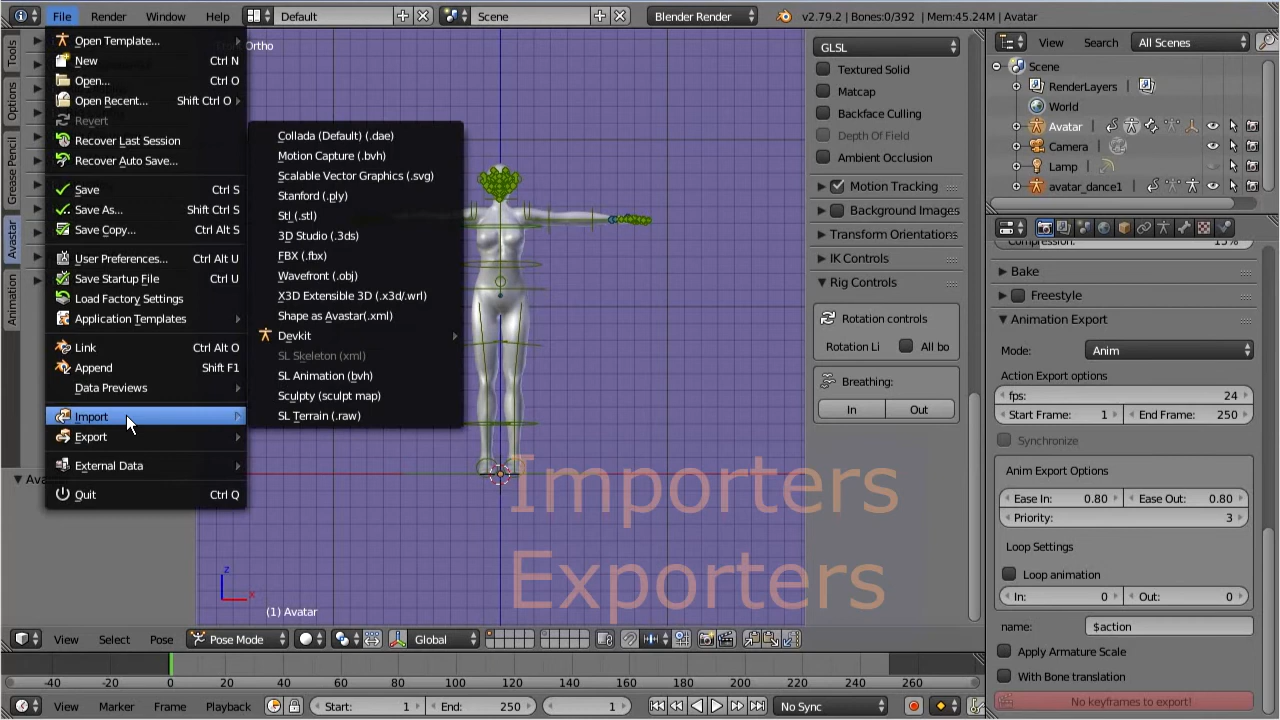 File
Render
Window
Help
Default
Scene
Blender Render
v2.79.2 | Bones:0/392 | Mem:45.24M | Avatar
Open Template...
New Ctrl N
Open... Ctrl O
Open Recent... Shift Ctrl O
Revert
Recover Last Session
Recover Auto Save...
Save Ctrl S
Save As... Shift Ctrl S
Save Copy... Ctrl Alt S
User Preferences... Ctrl Alt U
Save Startup File Ctrl U
Load Factory Settings
Application Templates
Link Ctrl Alt O
Append Shift F1
Data Previews
Import
Export
External Data
Quit Ctrl Q
Collada (Default) (.dae)
Motion Capture (.bvh)
Scalable Vector Graphics (.svg)
Stanford (.ply)
Stl (.stl)
3D Studio (.3ds)
FBX (.fbx)
Wavefront (.obj)
X3D Extensible 3D (.x3d/.wrl)
Shape as Avastar(.xml)
Devkit
SL Skeleton (xml)
SL Animation (bvh)
Sculpty (sculpt map)
SL Terrain (.raw)
Tools
Options
Grease Pencil
Avastar
Animation
Ortho
Importers
Exporters
z
x
(1) Avatar
GLSL
Textured Solid
Matcap
Backface Culling
Depth Of Field
Ambient Occlusion
Motion Tracking
Background Images
Transform Orientations
IK Controls
Rig Controls
Rotation controls
Rotation Li All bo
Breathing:
In Out
View
Search
All Scenes
Scene
RenderLayers
World
Avatar
Camera
Lamp
avatar_dance1
Compression: 15%
Bake
Freestyle
Animation Export
Mode: Anim
Action Export options
fps: 24
Start Frame: 1 End Frame: 250
Synchronize
Anim Export Options
Ease In: 0.80 Ease Out: 0.80
Priority: 3
Loop Settings
Loop animation
In: 0 Out: 0
name: $action
Apply Armature Scale
With Bone translation
No keyframes to export!
View
Select
Pose
Pose Mode
Global
-40 -20 0 20 40 60 80 100 120 140 160 180 200 220 240 260
View
Marker
Frame
Playback
Start: 1
End: 250
1
No Sync